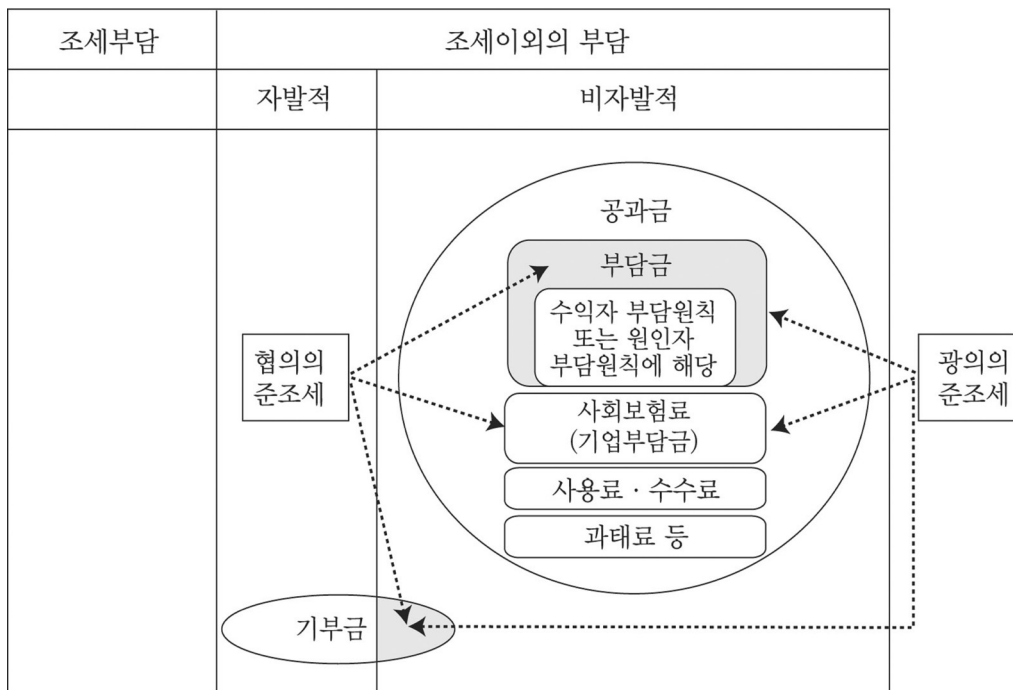 조세부담
조세이외의 부담
자발적
비자발적
공과금
부담금
수익자 부담원칙
또는 원인자
부담원칙에 해당
협의의
준조세
광의의
준조세
사회보험료
(기업부담금)
사용료 · 수수료
과태료 등
기부금